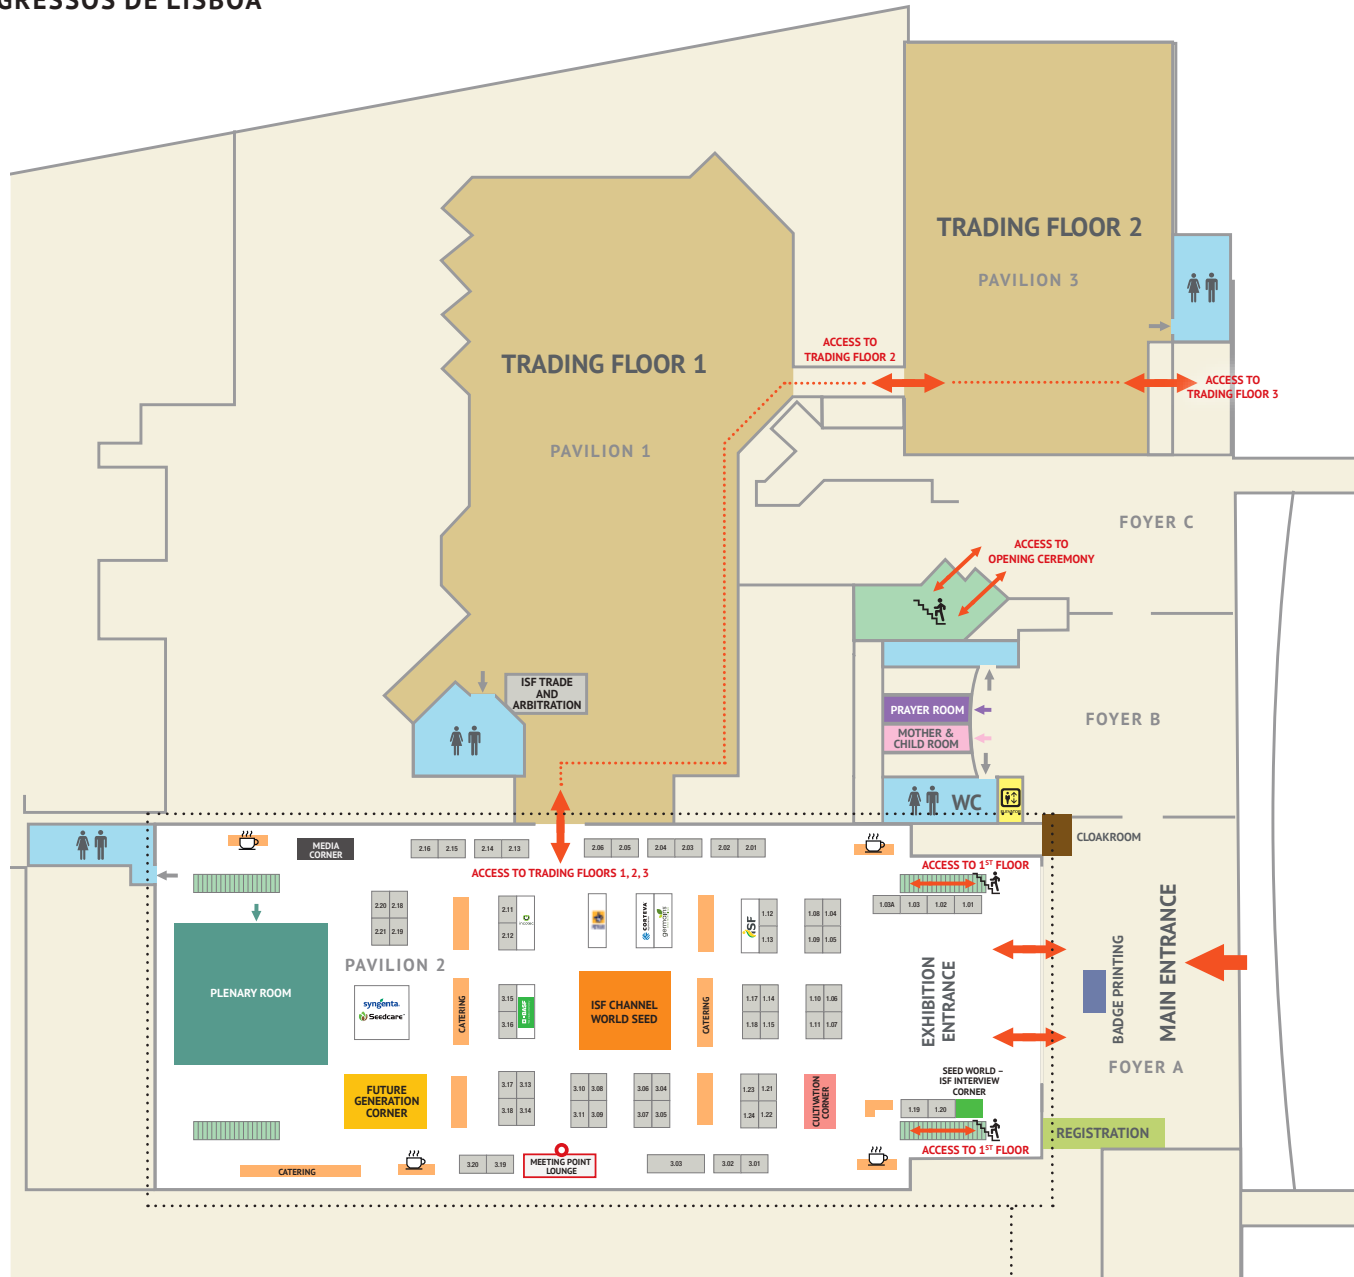 GRESSOS DE LISBOA
TRADING FLOOR 2
PAVILION 3
ACCESS TO
TRADING FLOOR 2
TRADING FLOOR 1
ACCESS TO
TRADING FLOOR 3
PAVILION 1
FOYER C
ACCESS TO
OPENING CEREMONY
ISF TRADE
AND
ARBITRATION
PRAYER ROOM
MOTHER &
CHILD ROOM
FOYER B
WC
CLOAKROOM
MEDIA
CORNER
2.16 2.15 2.14 2.13
2.06 2.05 2.04 2.03 2.02 2.01
ACCESS TO TRADING FLOORS 1, 2, 3
ACCESS TO 1ST FLOOR
1.03A 1.03 1.02 1.01
2.20 2.18
2.21 2.19
2.11
2.12
CORTEVA
germains
ISF
1.12
1.13
1.08 1.04
1.09 1.05
PAVILION 2
PLENARY ROOM
syngenta
Seedcare
CATERING
3.15
3.16
BASF
ISF CHANNEL
WORLD SEED
CATERING
1.17 1.14
1.18 1.15
1.10 1.06
1.11 1.07
EXHIBITION
ENTRANCE
BADGE PRINTING
MAIN ENTRANCE
FOYER A
SEED WORLD –
ISF INTERVIEW
CORNER
FUTURE
GENERATION
CORNER
3.17 3.13
3.18 3.14
3.10 3.08
3.11 3.09
3.06 3.04
3.07 3.05
1.23 1.21
1.24 1.22
CULTIVATION
CORNER
1.19 1.20
REGISTRATION
ACCESS TO 1ST FLOOR
CATERING
3.20 3.19
MEETING POINT
LOUNGE
3.03
3.02 3.01